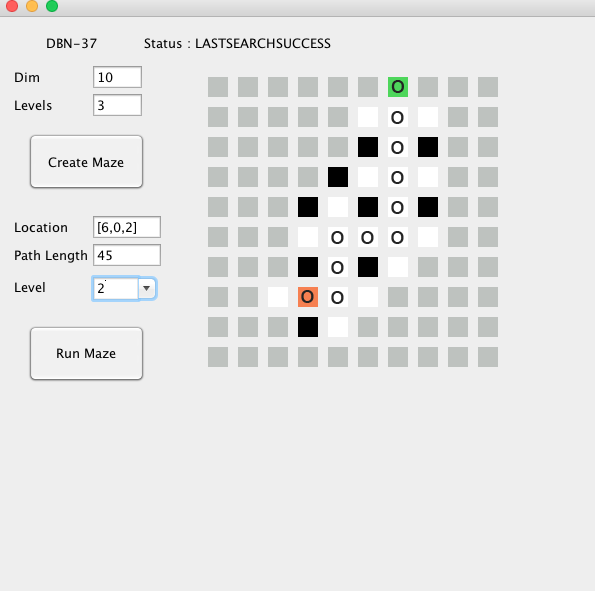 DBN-37 Status : LASTSEARCHSUCCESS
Dim 10
Levels 3
Create Maze
Location [6,0,2]
Path Length 45
Level 2
Run Maze
O
O
O
O
O
O O O
O
O O